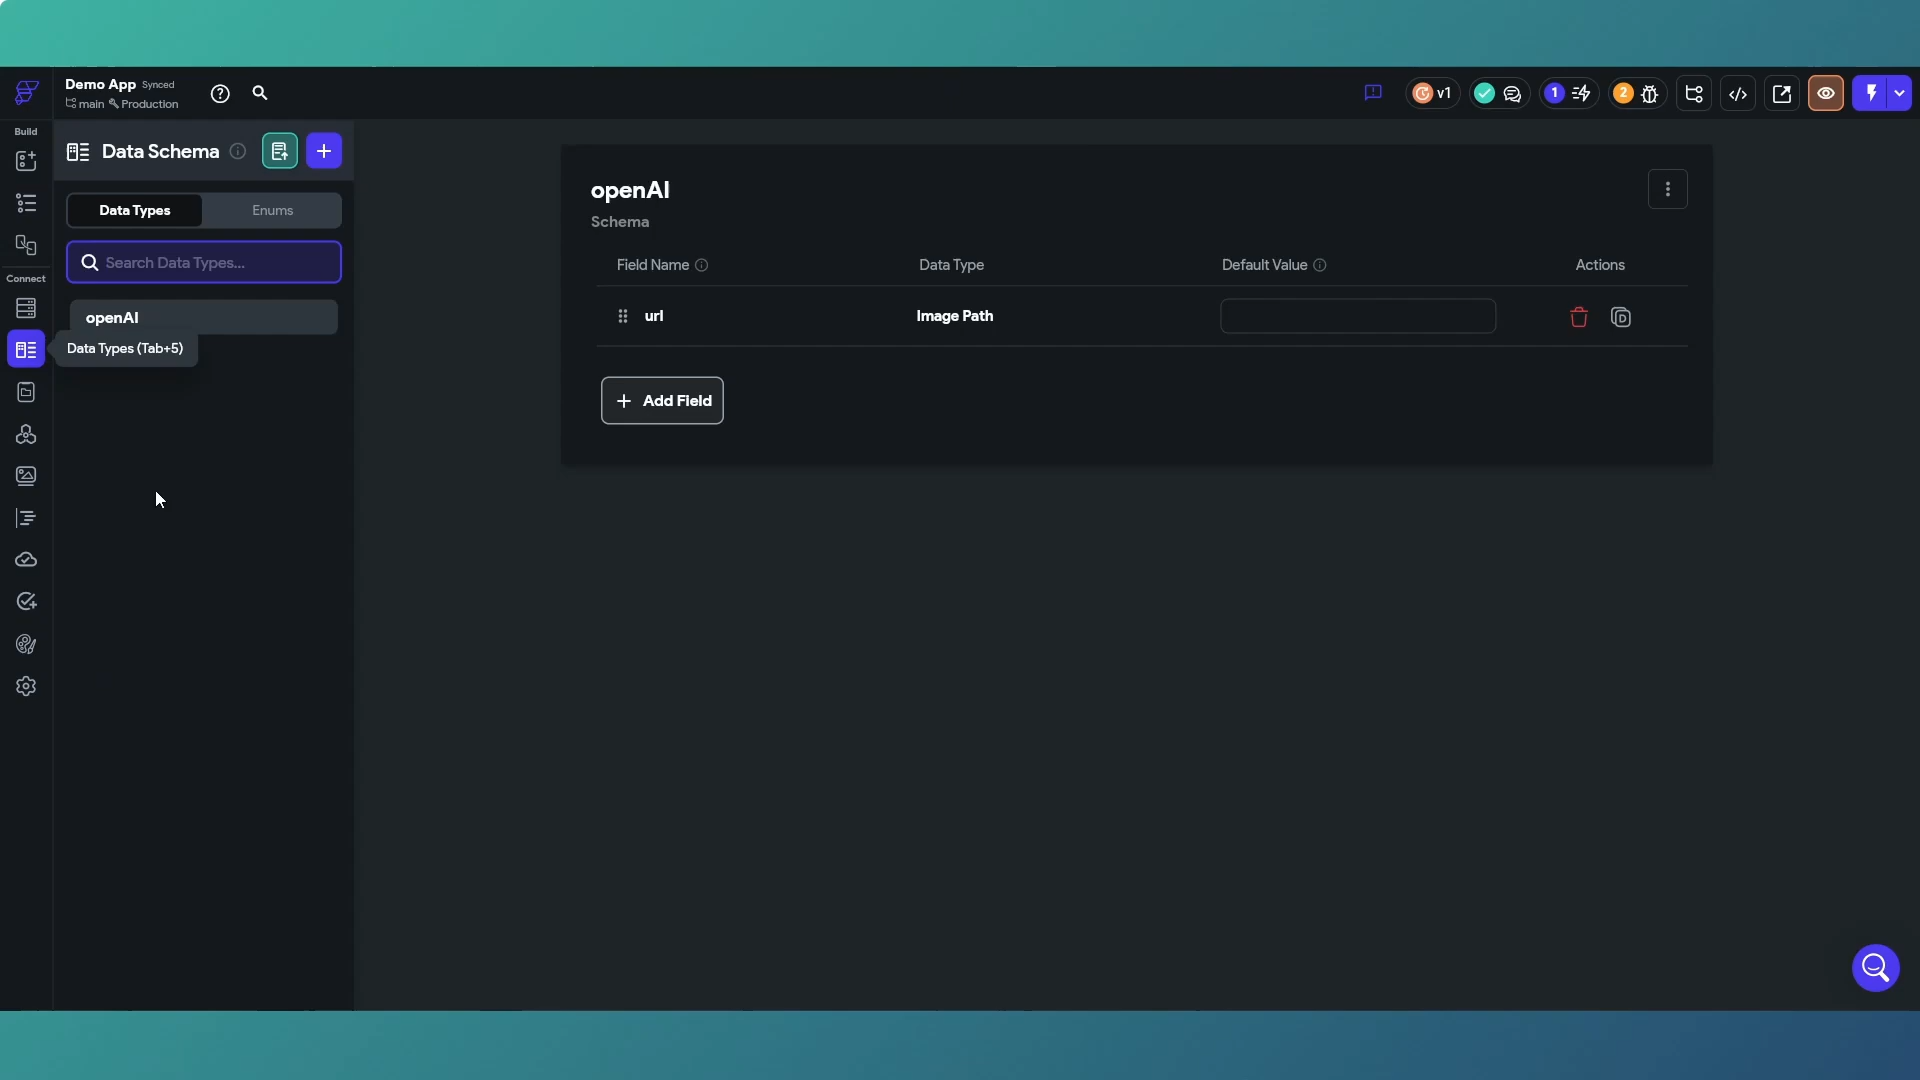 Demo App Synced
main Production
v1
1
2
Build
Data Schema
Data Types
Enums
Search Data Types...
Connect
openAI
Data Types (Tab+5)
openAI
Schema
Field Name
Data Type
Default Value
Actions
url
Image Path
+ Add Field